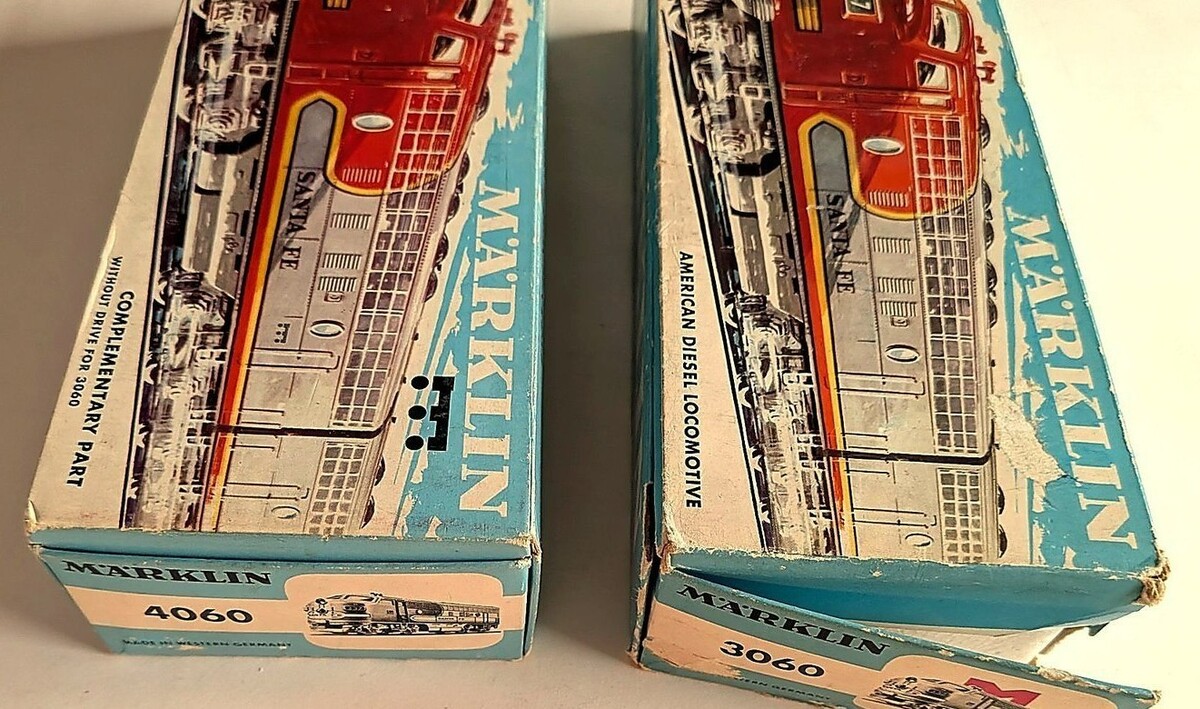 SANTA FE
MÄRKLIN
COMPLEMENTARY PART
WITHOUT DRIVE FOR 3060
MÄRKLIN
4060
MADE IN WESTERN GERMANY
SANTA FE
MÄRKLIN
AMERICAN DIESEL LOCOMOTIVE
MÄRKLIN
3060
GERMANY